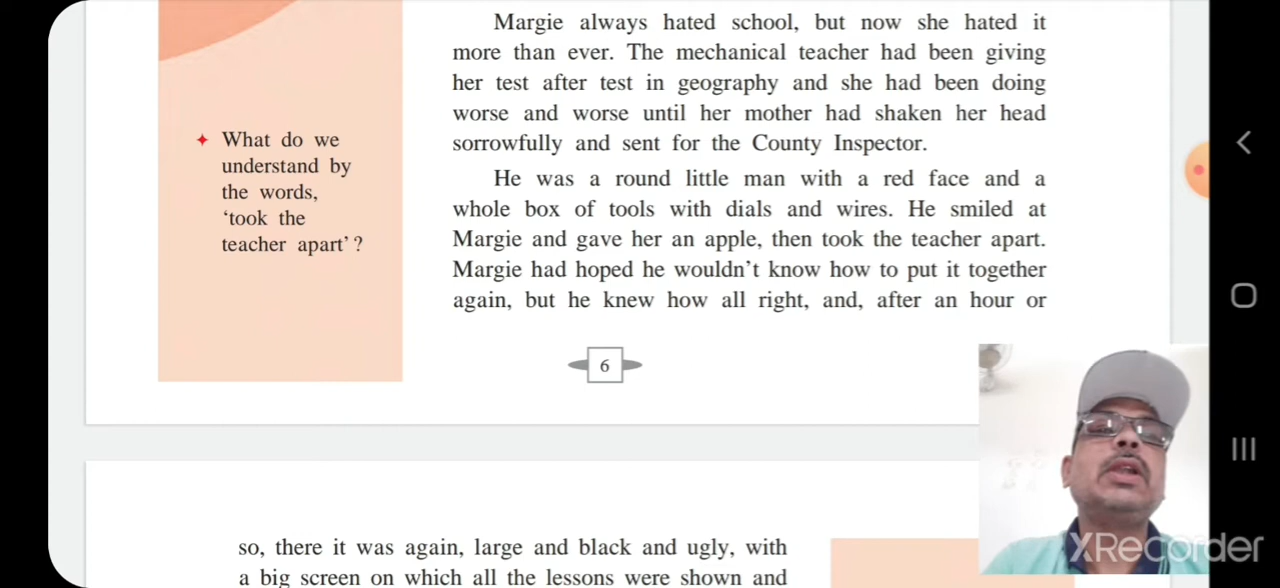 Margie always hated school, but now she hated it
more than ever. The mechanical teacher had been giving
her test after test in geography and she had been doing
worse and worse until her mother had shaken her head
sorrowfully and sent for the County Inspector.
He was a round little man with a red face and a
whole box of tools with dials and wires. He smiled at
Margie and gave her an apple, then took the teacher apart.
Margie had hoped he wouldn't know how to put it together
again, but he knew how all right, and, after an hour or
✦ What do we
understand by
the words,
‘took the
teacher apart’?
6
so, there it was again, large and black and ugly, with
a big screen on which all the lessons were shown and
XRecorder